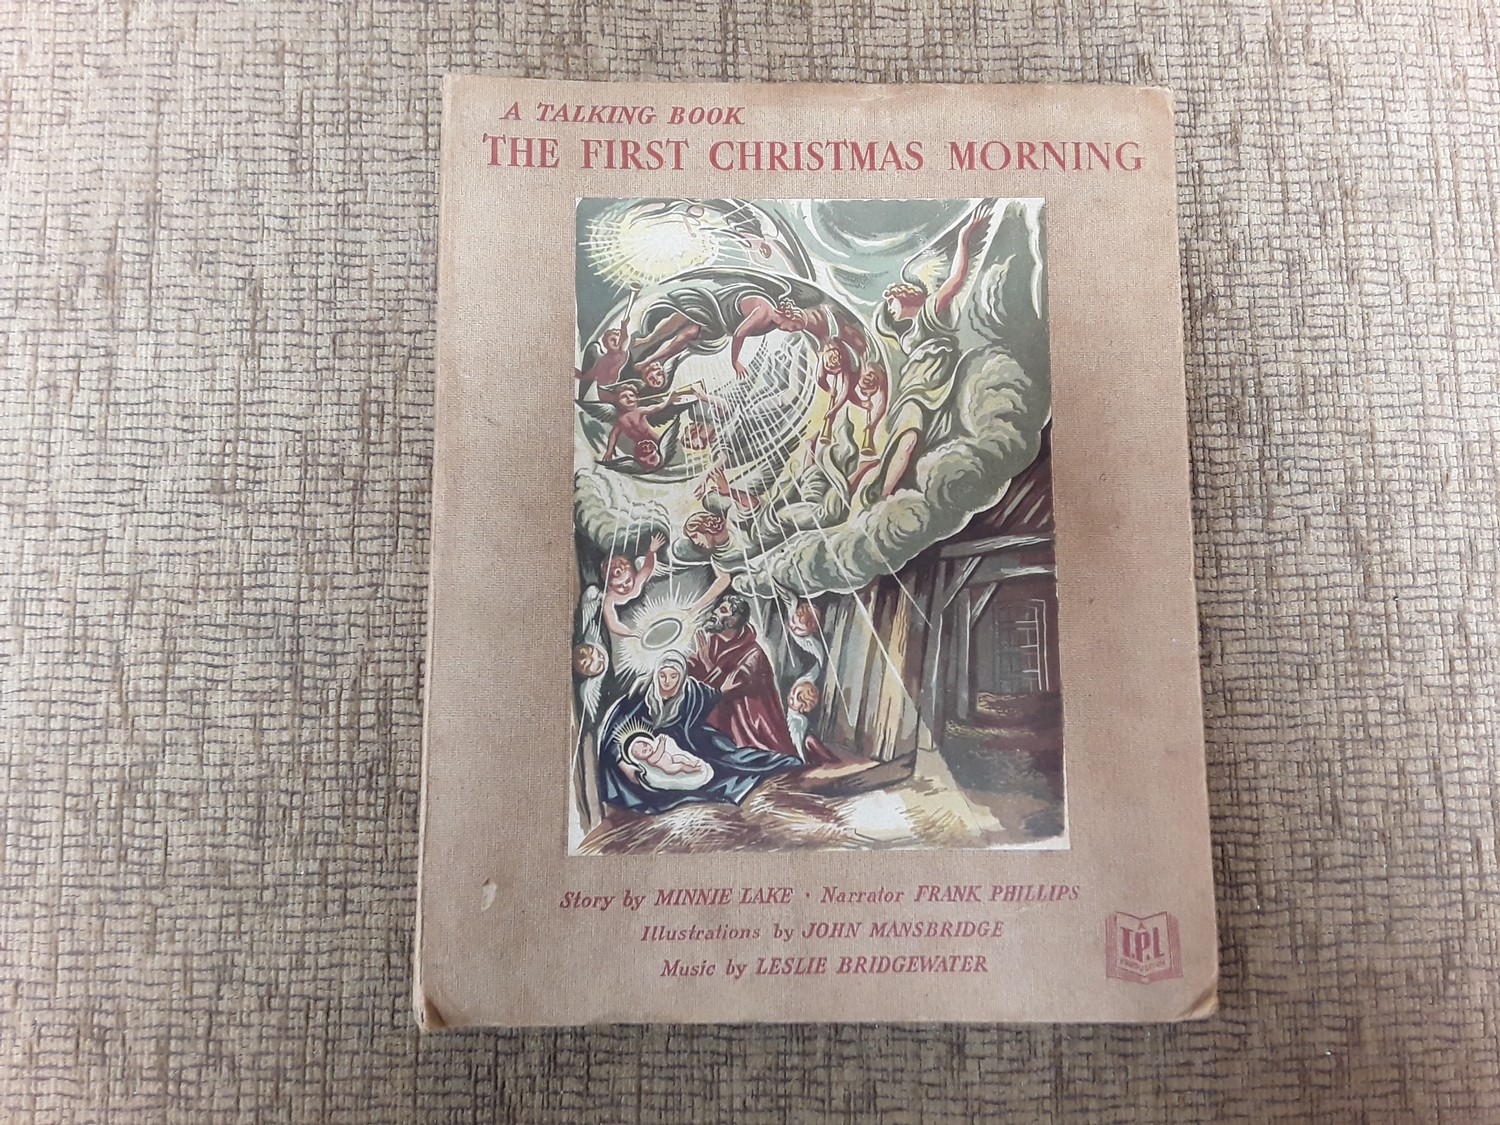 A TALKING BOOK
THE FIRST CHRISTMAS MORNING
Story by MINNIE LAKE · Narrator FRANK PHILLIPS
Illustrations by JOHN MANSBRIDGE
Music by LESLIE BRIDGEWATER
A
T.P.L